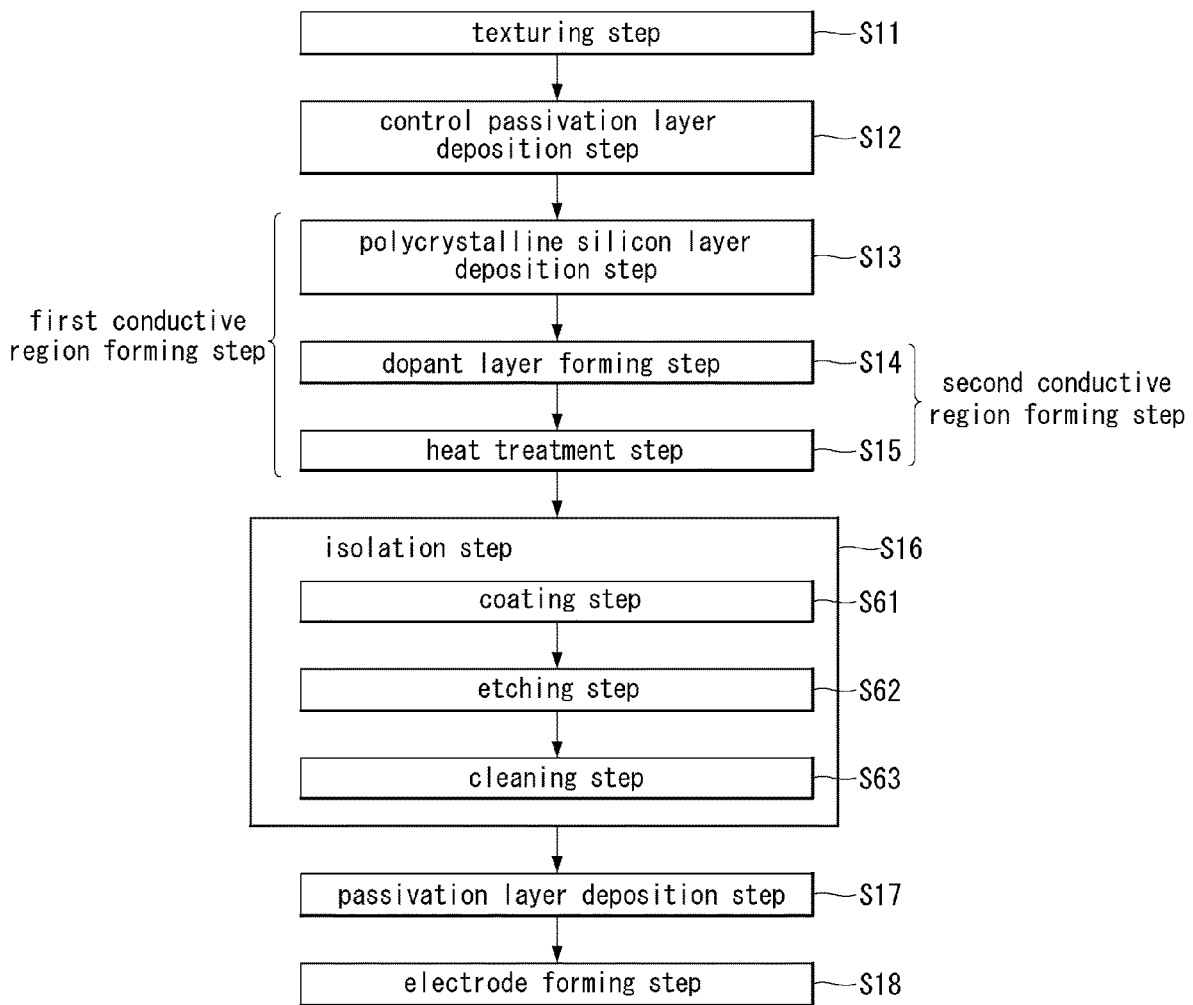 texturing step
S11
control passivation layer
deposition step
S12
polycrystalline silicon layer
deposition step
S13
first conductive
region forming step
dopant layer forming step
S14
second conductive
region forming step
heat treatment step
S15
isolation step
S16
coating step
S61
etching step
S62
cleaning step
S63
passivation layer deposition step
S17
electrode forming step
S18